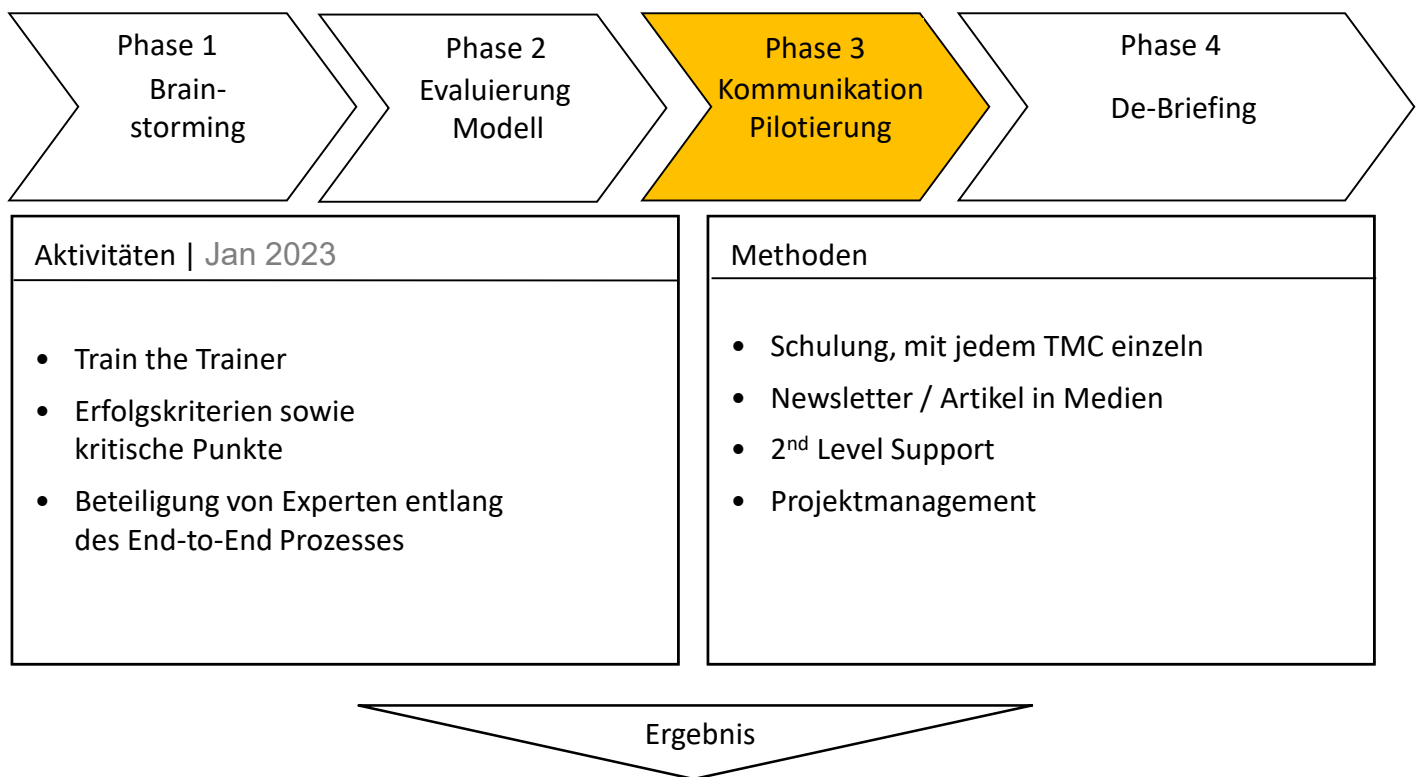 Phase 1
Brain-
storming
Phase 2
Evaluierung
Modell
Phase 3
Kommunikation
Pilotierung
Phase 4
De-Briefing
Aktivitäten | Jan 2023
• Train the Trainer
• Erfolgskriterien sowie
kritische Punkte
• Beteiligung von Experten entlang
des End-to-End Prozesses
Methoden
• Schulung, mit jedem TMC einzeln
• Newsletter / Artikel in Medien
• 2nd Level Support
• Projektmanagement
Ergebnis